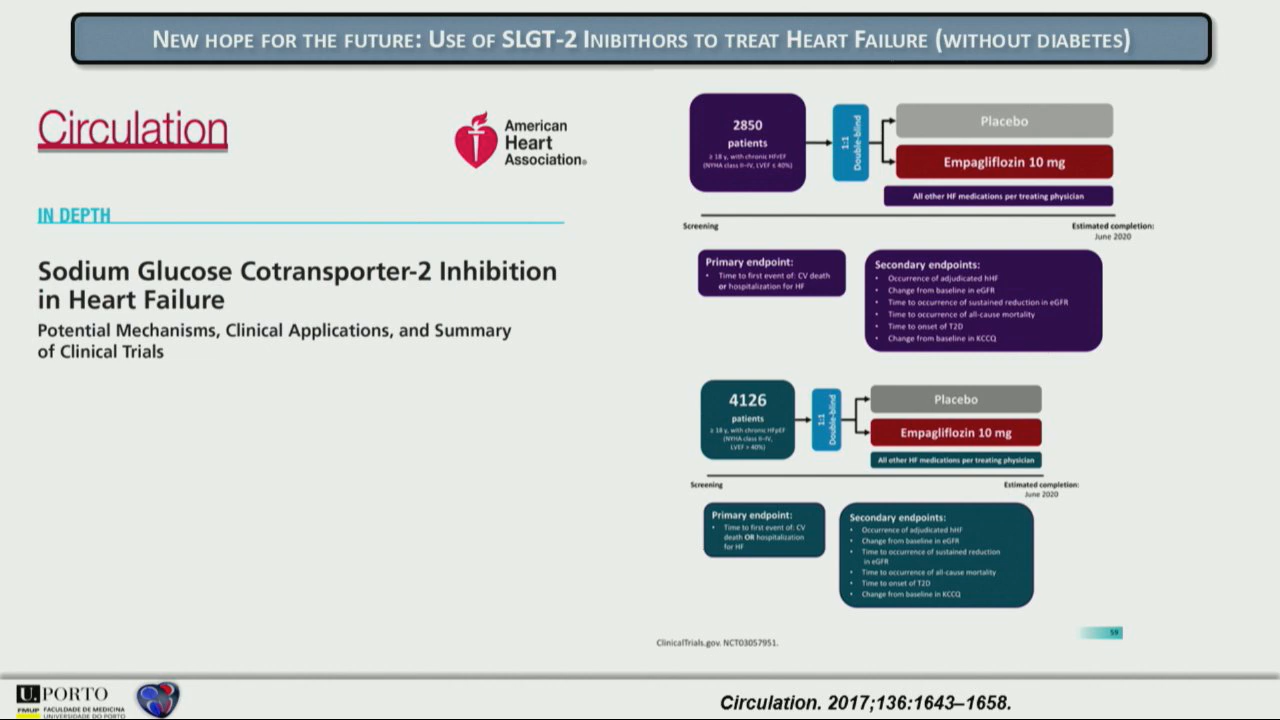 NEW HOPE FOR THE FUTURE: USE OF SLGT-2 INIBITHORS TO TREAT HEART FAILURE (WITHOUT DIABETES)
Circulation
American
Heart
Association®
IN DEPTH
Sodium Glucose Cotransporter-2 Inhibition
in Heart Failure
Potential Mechanisms, Clinical Applications, and Summary
of Clinical Trials
2850
patients
≥ 18 y, with chronic HFrEF
(NYHA class II–IV, LVEF ≤ 40%)
1:1
Double-blind
Placebo
Empagliflozin 10 mg
All other HF medications per treating physician
Screening
Estimated completion:
June 2020
Primary endpoint:
• Time to first event of: CV death
or hospitalization for HF
Secondary endpoints:
• Occurrence of adjudicated hHF
• Change from baseline in eGFR
• Time to occurrence of sustained reduction in eGFR
• Time to occurrence of all-cause mortality
• Time to onset of T2D
• Change from baseline in KCCQ
4126
patients
≥ 18 y, with chronic HFpEF
(NYHA class II–IV,
LVEF > 40%)
1:1
Double-blind
Placebo
Empagliflozin 10 mg
All other HF medications per treating physician
Screening
Estimated completion:
June 2020
Primary endpoint:
• Time to first event of: CV
death OR hospitalization
for HF
Secondary endpoints:
• Occurrence of adjudicated hHF
• Change from baseline in eGFR
• Time to occurrence of sustained reduction
in eGFR
• Time to occurrence of all-cause mortality
• Time to onset of T2D
• Change from baseline in KCCQ
59
ClinicalTrials.gov. NCT03057951.
U. PORTO
FMUP FACULDADE DE MEDICINA
UNIVERSIDADE DO PORTO
Circulation. 2017;136:1643–1658.